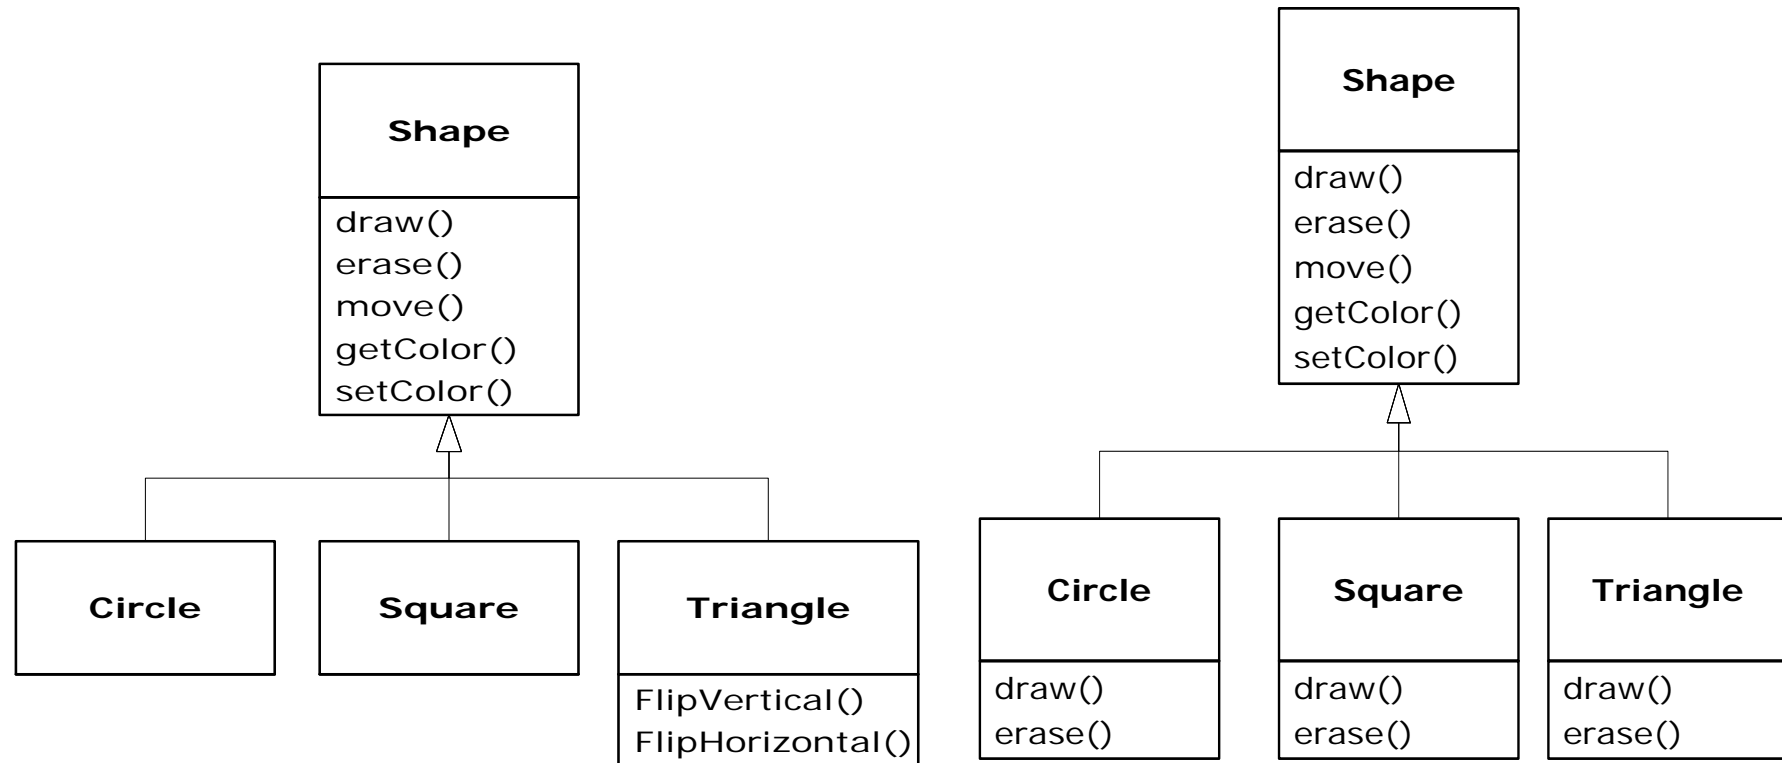 Shape
draw()
erase()
move()
getColor()
setColor()
Circle
Square
Triangle
FlipVertical()
FlipHorizontal()
Shape
draw()
erase()
move()
getColor()
setColor()
Circle
draw()
erase()
Square
draw()
erase()
Triangle
draw()
erase()